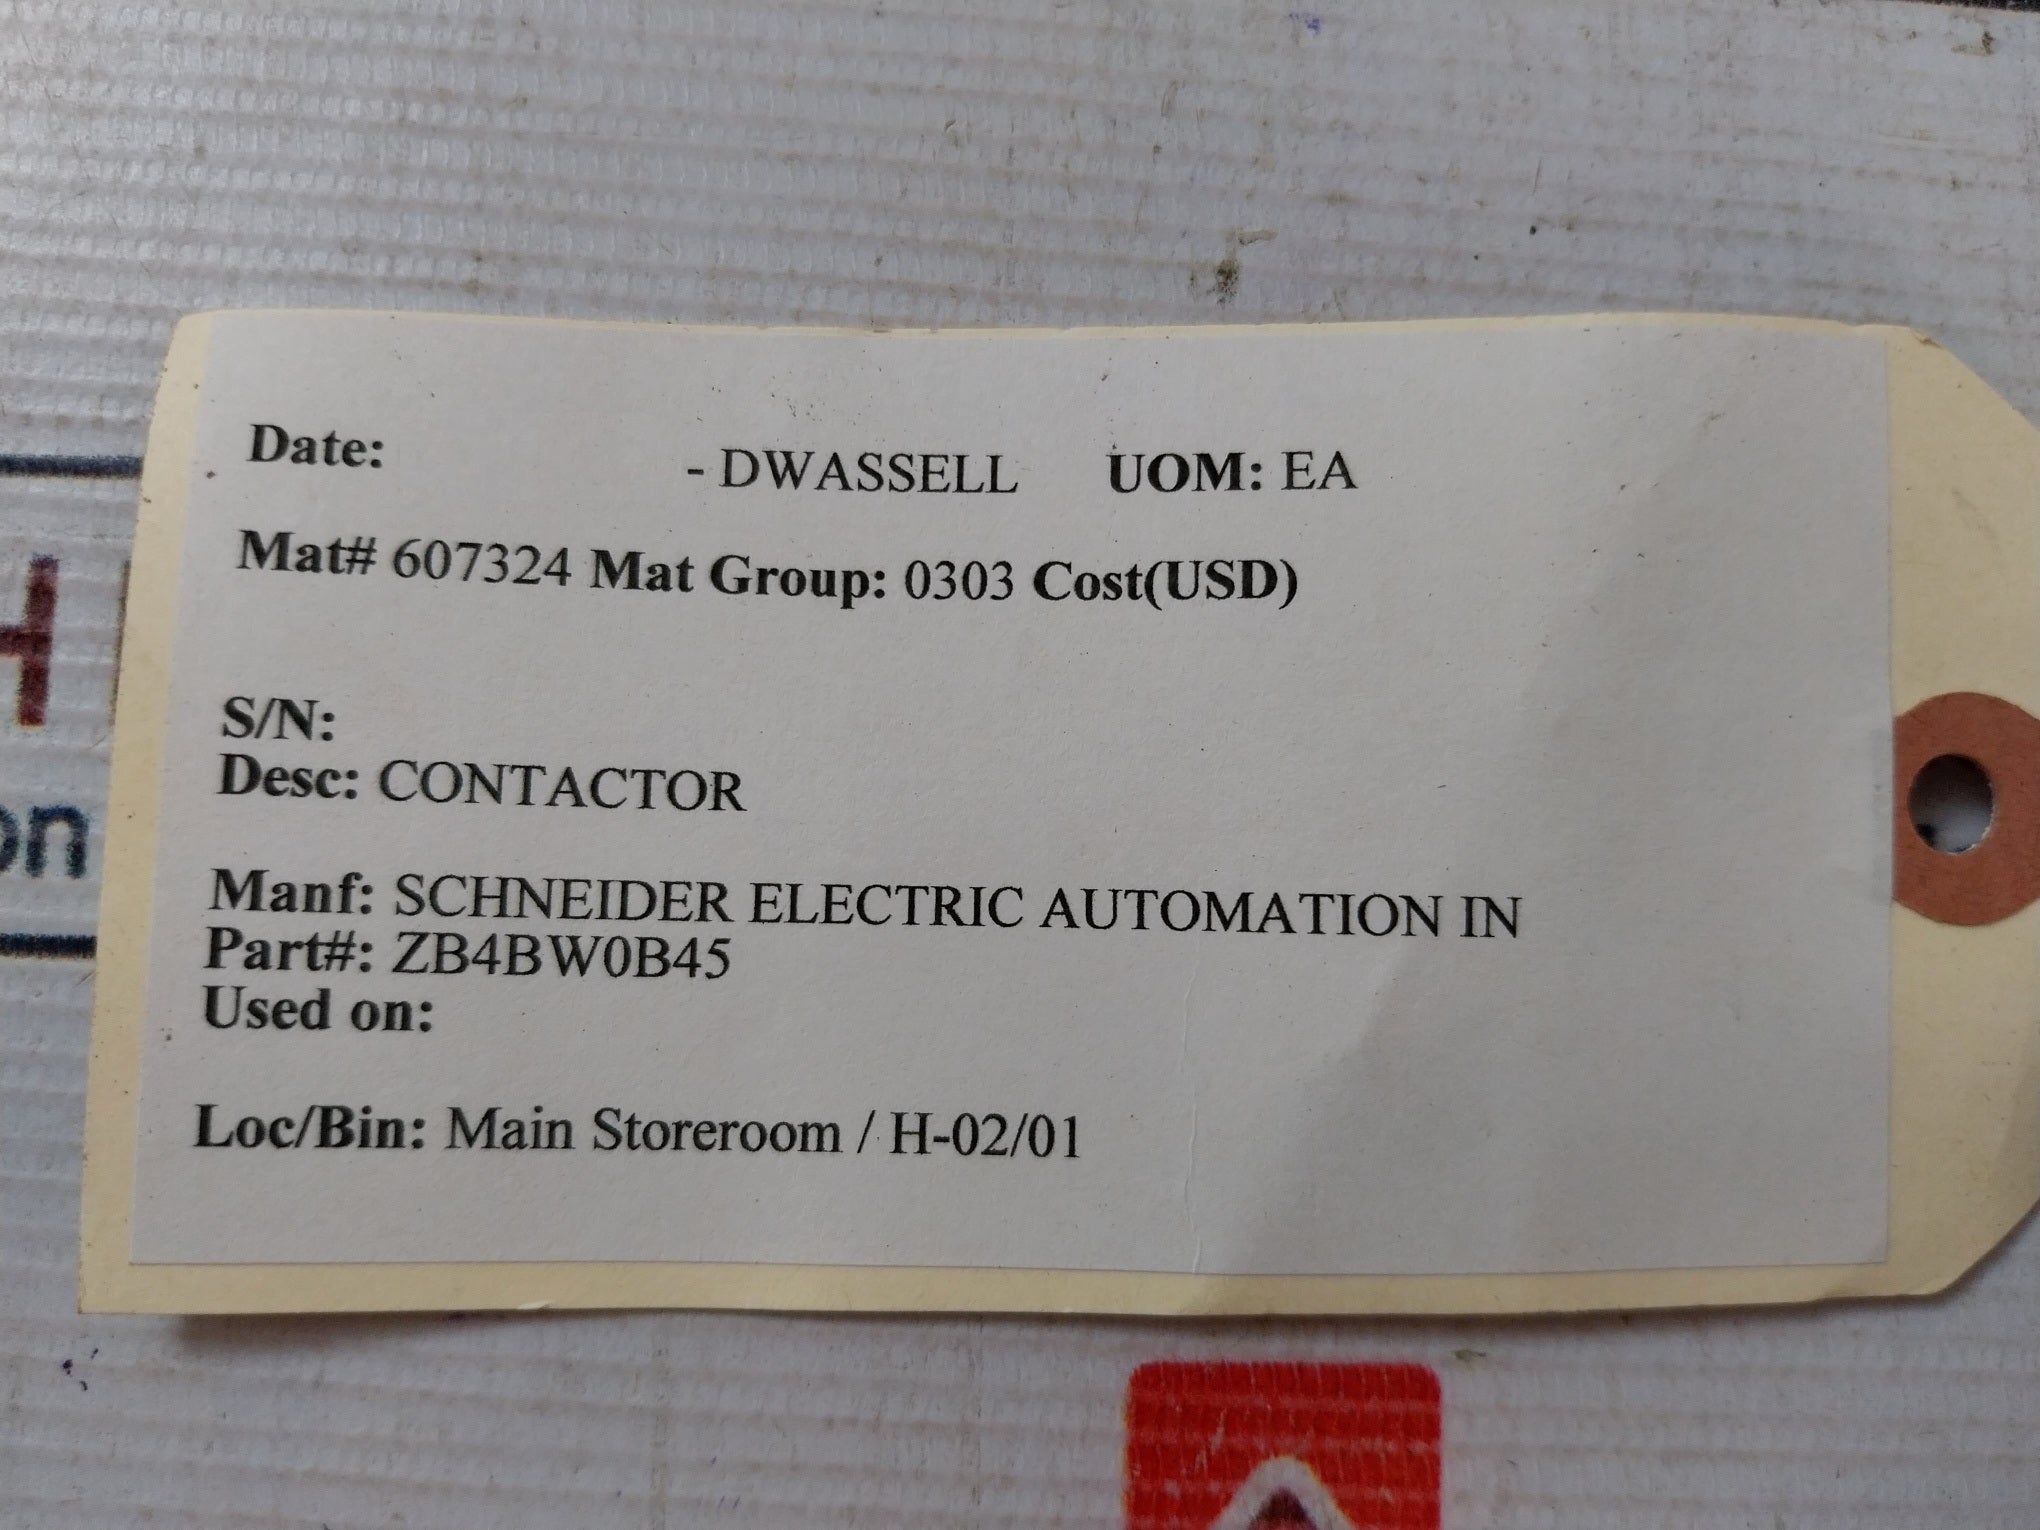 Date: - DWASSELL UOM: EA
Mat# 607324 Mat Group: 0303 Cost(USD)
S/N:
Desc: CONTACTOR
Manf: SCHNEIDER ELECTRIC AUTOMATION IN
Part#: ZB4BW0B45
Used on:
Loc/Bin: Main Storeroom / H-02/01
H
on